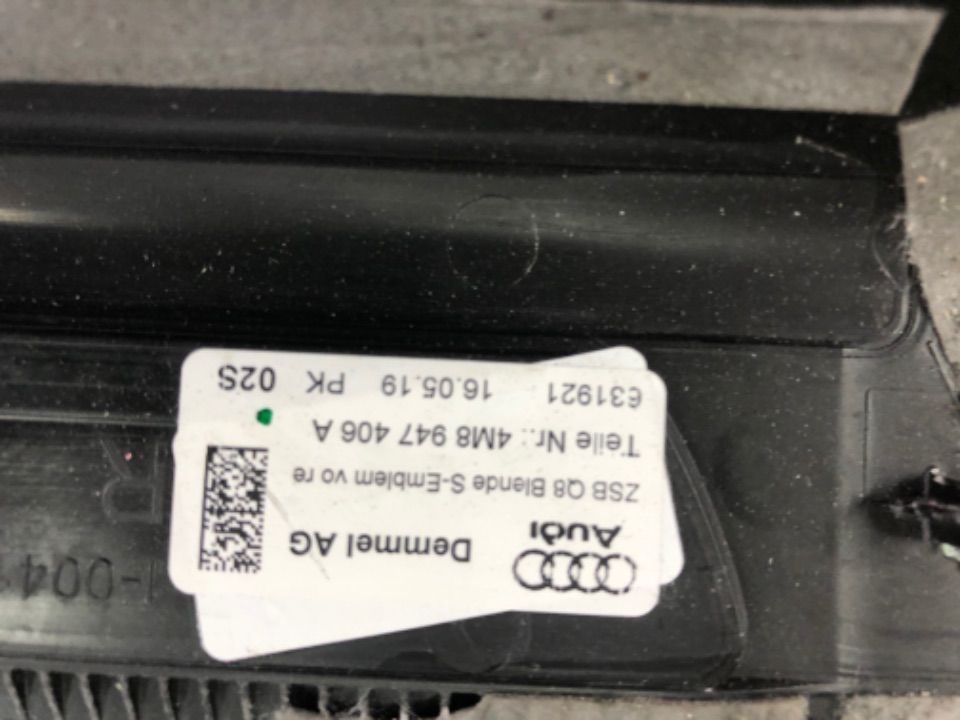 Audi
Demmel AG
ZSB Q8 Blende S-Emblem vo re
Teile Nr.: 4M8 947 406 A
631921 16.05.19 PK 02S
-004